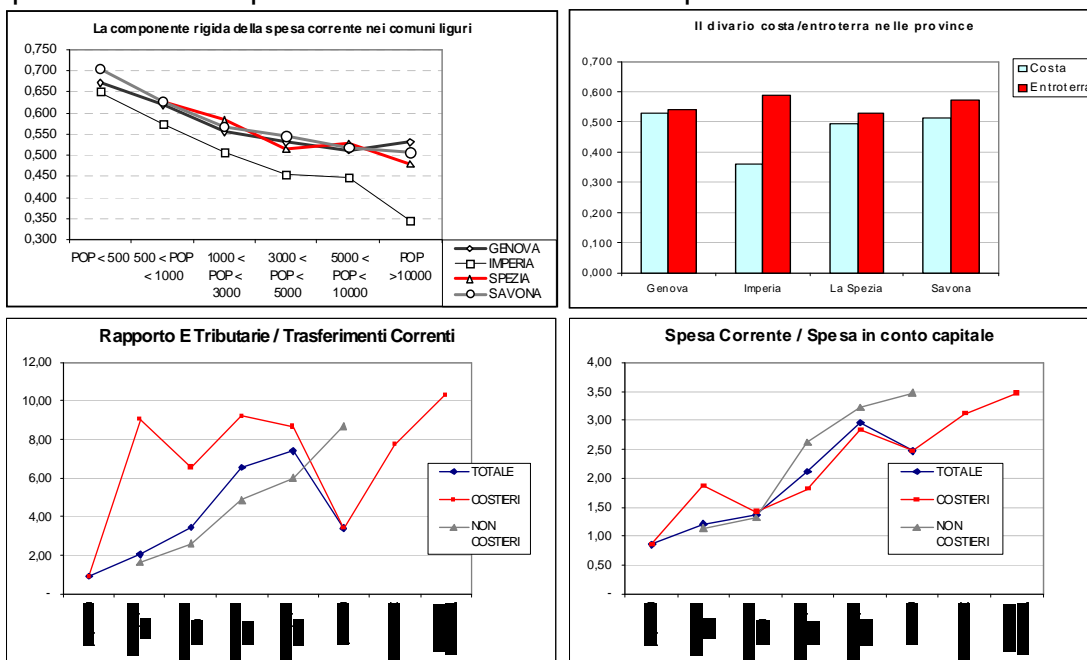 La componente rigida della spesa corrente nei comuni liguri
0,750
0,700
0,650
0,600
0,550
0,500
0,450
0,400
0,350
0,300
POP < 500
500 < POP < 1000
1000 < POP < 3000
3000 < POP < 5000
5000 < POP < 10000
POP >10000
GENOVA
IMPERIA
SPEZIA
SAVONA
Il divario costa/entroterra nelle province
0,700
0,600
0,500
0,400
0,300
0,200
0,100
0,000
Genova
Imperia
La Spezia
Savona
Costa
Entroterra
Rapporto E Tributarie / Trasferimenti Correnti
12,00
10,00
8,00
6,00
4,00
2,00
-
TOTALE
COSTIERI
NON
COSTIERI
Spesa Corrente / Spesa in conto capitale
4,00
3,50
3,00
2,50
2,00
1,50
1,00
0,50
-
TOTALE
COSTIERI
NON
COSTIERI